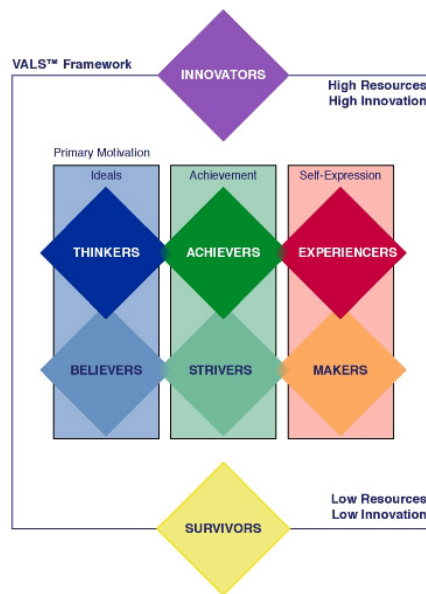 VALS™ Framework
INNOVATORS
High Resources
High Innovation
Primary Motivation
Ideals
Achievement
Self-Expression
THINKERS
ACHIEVERS
EXPERIENCERS
BELIEVERS
STRIVERS
MAKERS
Low Resources
Low Innovation
SURVIVORS